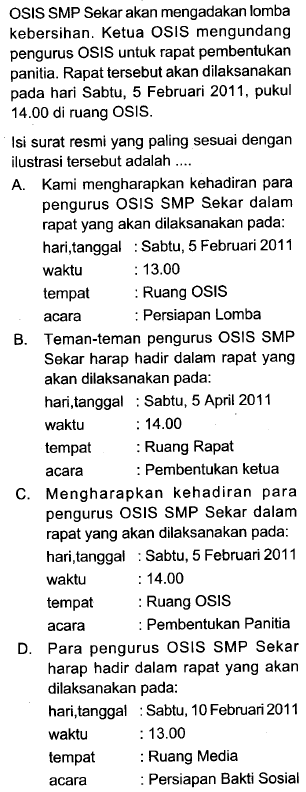 OSIS SMP Sekar akan mengadakan lomba
kebersihan. Ketua OSIS mengundang
pengurus OSIS untuk rapat pembentukan
panitia. Rapat tersebut akan dilaksanakan
pada hari Sabtu, 5 Februari 2011, pukul
14.00 di ruang OSIS.
Isi surat resmi yang paling sesuai dengan
ilustrasi tersebut adalah ....
A. Kami mengharapkan kehadiran para
pengurus OSIS SMP Sekar dalam
rapat yang akan dilaksanakan pada:
hari,tanggal : Sabtu, 5 Februari 2011
waktu : 13.00
tempat : Ruang OSIS
acara : Persiapan Lomba
B. Teman-teman pengurus OSIS SMP
Sekar harap hadir dalam rapat yang
akan dilaksanakan pada:
hari,tanggal : Sabtu, 5 April 2011
waktu : 14.00
tempat : Ruang Rapat
acara : Pembentukan ketua
C. Mengharapkan kehadiran para
pengurus OSIS SMP Sekar dalam
rapat yang akan dilaksanakan pada:
hari,tanggal : Sabtu, 5 Februari 2011
waktu : 14.00
tempat : Ruang OSIS
acara : Pembentukan Panitia
D. Para pengurus OSIS SMP Sekar
harap hadir dalam rapat yang akan
dilaksanakan pada:
hari,tanggal : Sabtu, 10 Februari 2011
waktu : 13.00
tempat : Ruang Media
acara : Persiapan Bakti Sosial